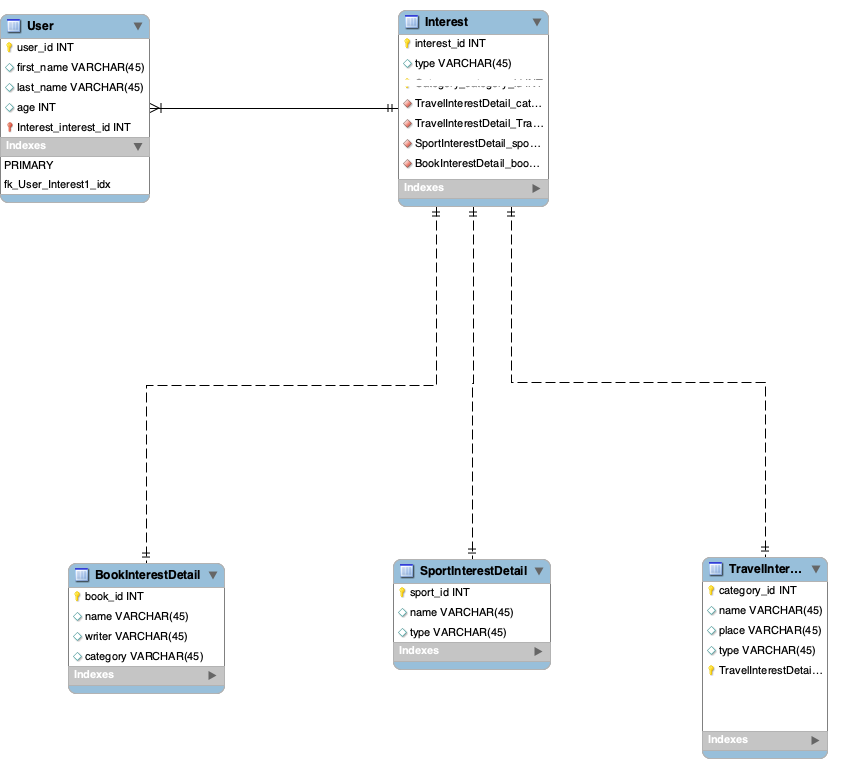 User
user_id INT
first_name VARCHAR(45)
last_name VARCHAR(45)
age INT
Interest_interest_id INT
Indexes
PRIMARY
fk_User_Interest1_idx
Interest
interest_id INT
type VARCHAR(45)
TravelInterestDetail_cat...
TravelInterestDetail_Tra...
SportInterestDetail_spo...
BookInterestDetail_boo...
Indexes
BookInterestDetail
book_id INT
name VARCHAR(45)
writer VARCHAR(45)
category VARCHAR(45)
Indexes
SportInterestDetail
sport_id INT
name VARCHAR(45)
type VARCHAR(45)
Indexes
TravelInter...
category_id INT
name VARCHAR(45)
place VARCHAR(45)
type VARCHAR(45)
TravelInterestDetai...
Indexes